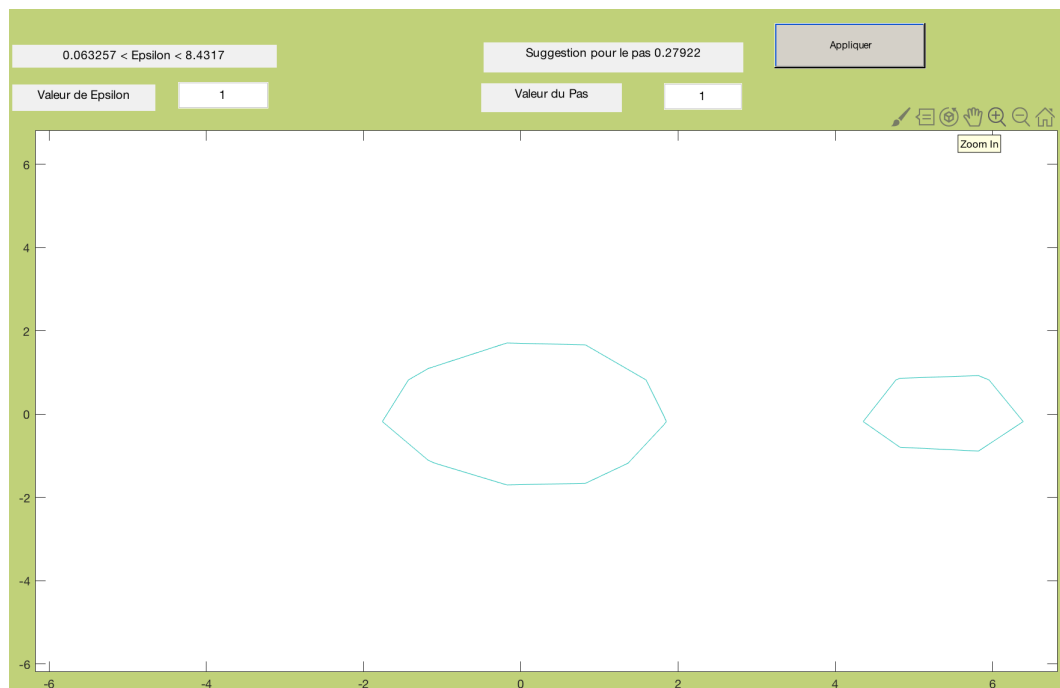 0.063257 < Epsilon < 8.4317
Suggestion pour le pas 0.27922
Appliquer
Valeur de Epsilon
1
Valeur du Pas
1
Zoom In
6
4
2
0
-2
-4
-6
-6
-4
-2
0
2
4
6